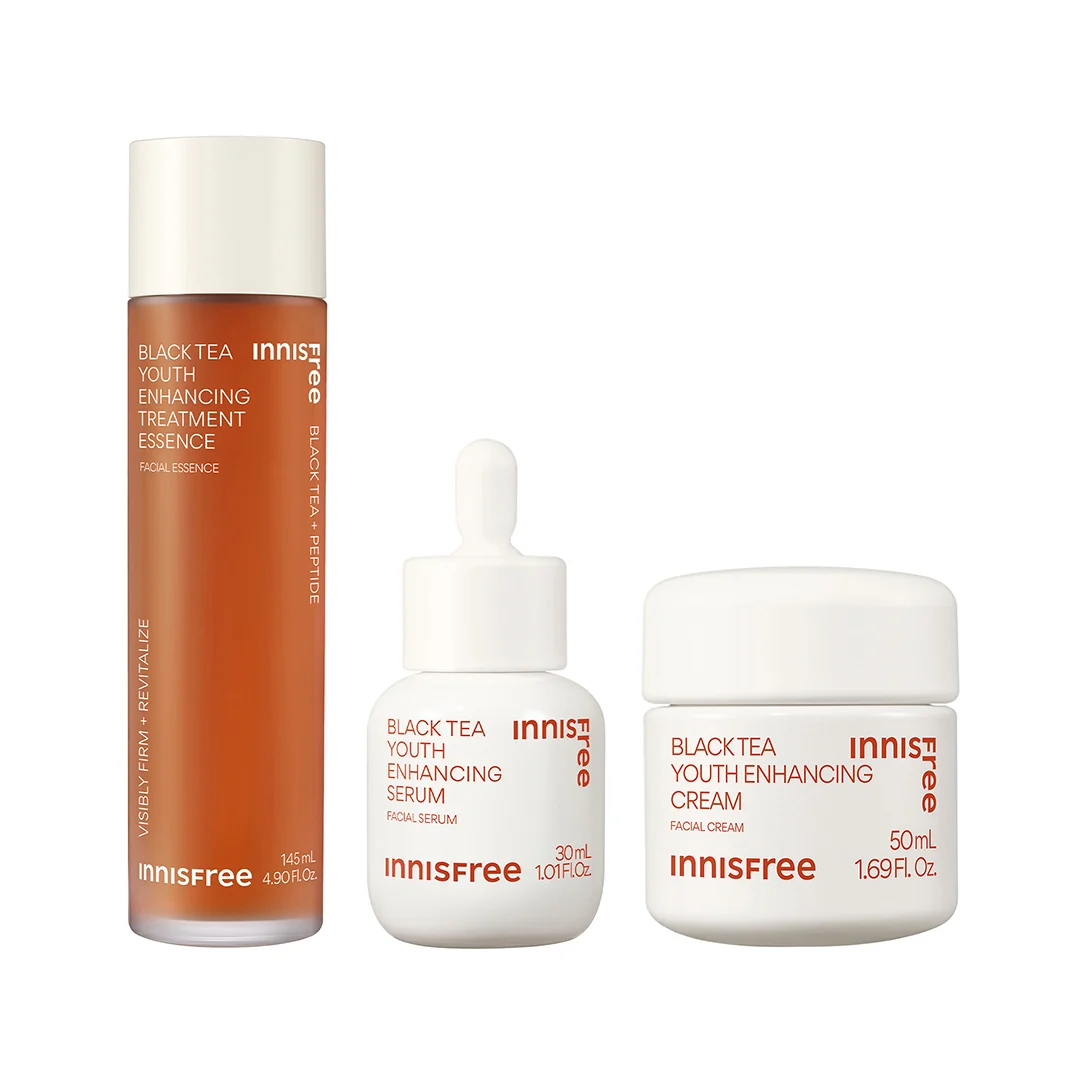 BLACK TEA
YOUTH
ENHANCING
TREATMENT
ESSENCE
FACIAL ESSENCE
INNISFree
BLACK TEA + PEPTIDE
VISIBLY FIRM + REVITALIZE
INNISFree
145 mL
4.90 Fl. Oz.
BLACK TEA
YOUTH
ENHANCING
SERUM
FACIAL SERUM
INNISFree
INNISFree
30 mL
1.01 Fl. Oz.
BLACK TEA
YOUTH ENHANCING
CREAM
FACIAL CREAM
INNISFree
INNISFree
50 mL
1.69 Fl. Oz.